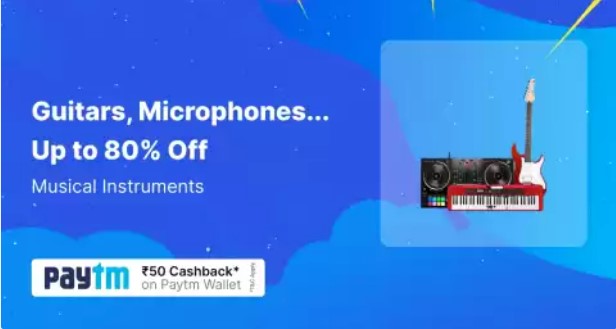 Guitars, Microphones...
Up to 80% Off
Musical Instruments
paytm
₹50 Cashback*
on Paytm Wallet